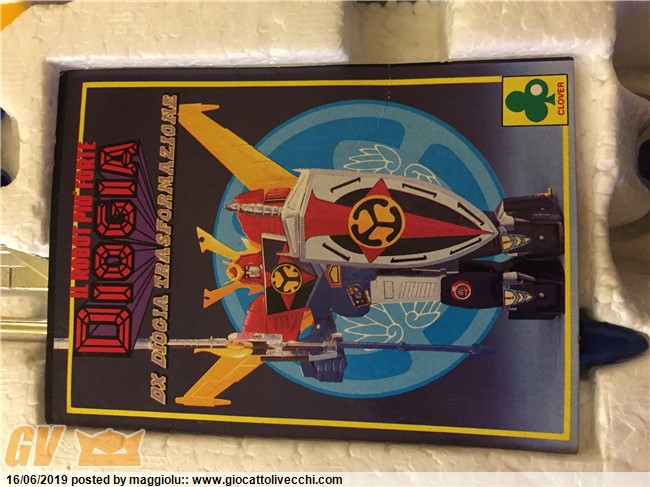 IL ROBOT PIÙ FORTE
DIOGIA
DX DIOGIA TRASFORMAZIONE
CLOVER
GV
16/06/2019 posted by maggiolu:: www.giocattolivecchi.com